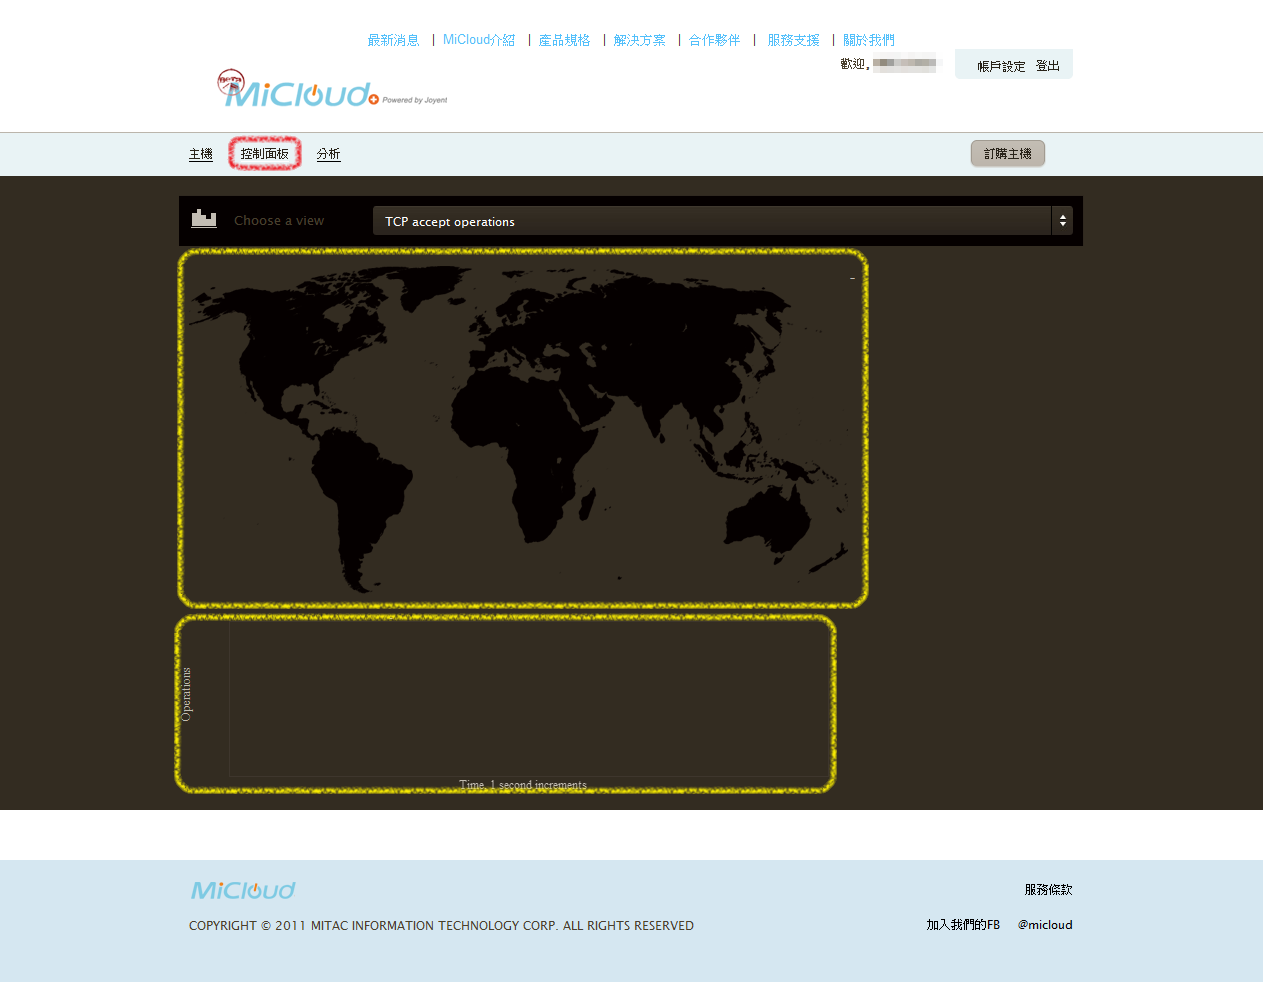 最新消息 | MiCloud介紹 | 產品規格 | 解決方案 | 合作夥伴 | 服務支援 | 關於我們
歡迎,
帳戶設定 登出
MiCloud Powered by Joyent
主機 控制面板 分析
訂購主機
Choose a view
TCP accept operations
Operations
Time, 1 second increments
MiCloud
服務條款
COPYRIGHT © 2011 MITAC INFORMATION TECHNOLOGY CORP. ALL RIGHTS RESERVED
加入我們的FB @micloud